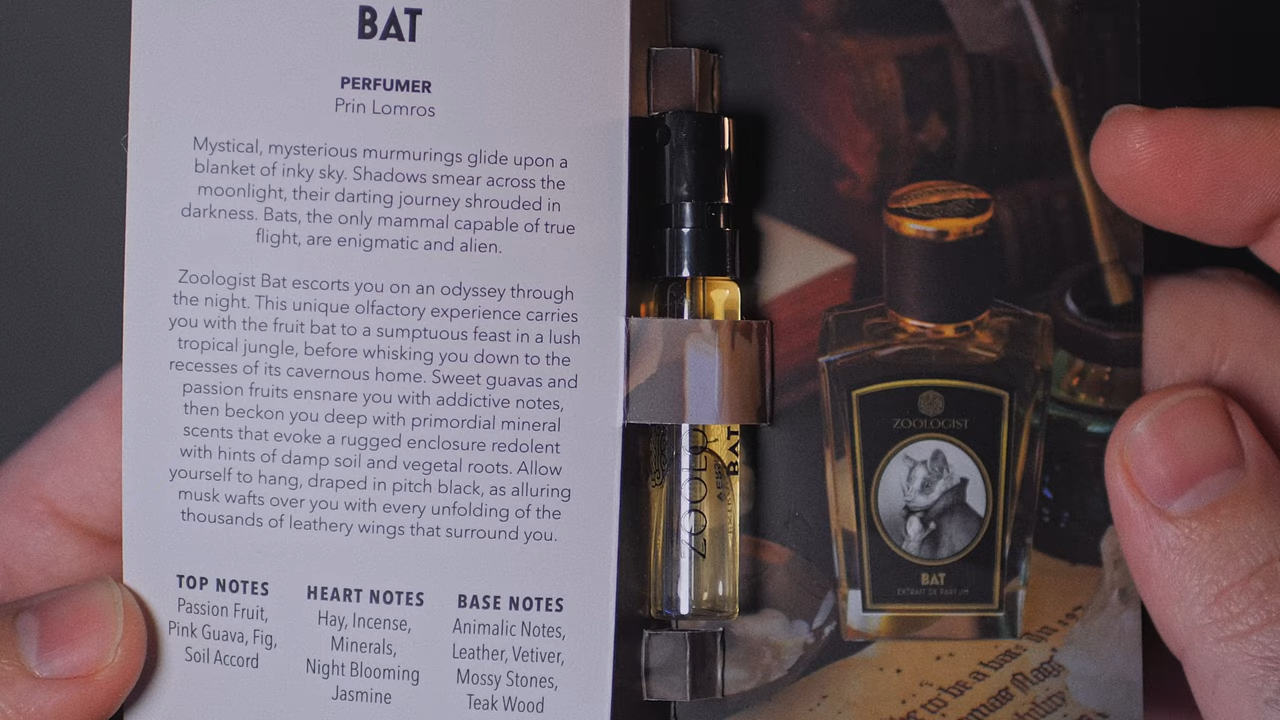 BAT
PERFUMER
Prin Lomros
Mystical, mysterious murmurings glide upon a
blanket of inky sky. Shadows smear across the
moonlight, their darting journey shrouded in
darkness. Bats, the only mammal capable of true
flight, are enigmatic and alien.
Zoologist Bat escorts you on an odyssey through
the night. This unique olfactory experience carries
you with the fruit bat to a sumptuous feast in a lush
tropical jungle, before whisking you down to the
recesses of its cavernous home. Sweet guavas and
passion fruits ensnare you with addictive notes,
then beckon you deep with primordial mineral
scents that evoke a rugged enclosure redolent
with hints of damp soil and vegetal roots. Allow
yourself to hang, draped in pitch black, as alluring
musk wafts over you with every unfolding of the
thousands of leathery wings that surround you.
TOP NOTES
Passion Fruit,
Pink Guava, Fig,
Soil Accord
HEART NOTES
Hay, Incense,
Minerals,
Night Blooming
Jasmine
BASE NOTES
Animalic Notes,
Leather, Vetiver,
Mossy Stones,
Teak Wood
ZOOLO
BAT
ZOOLOGIST
BAT
EXTRAIT DE PARFUM
to be a bat